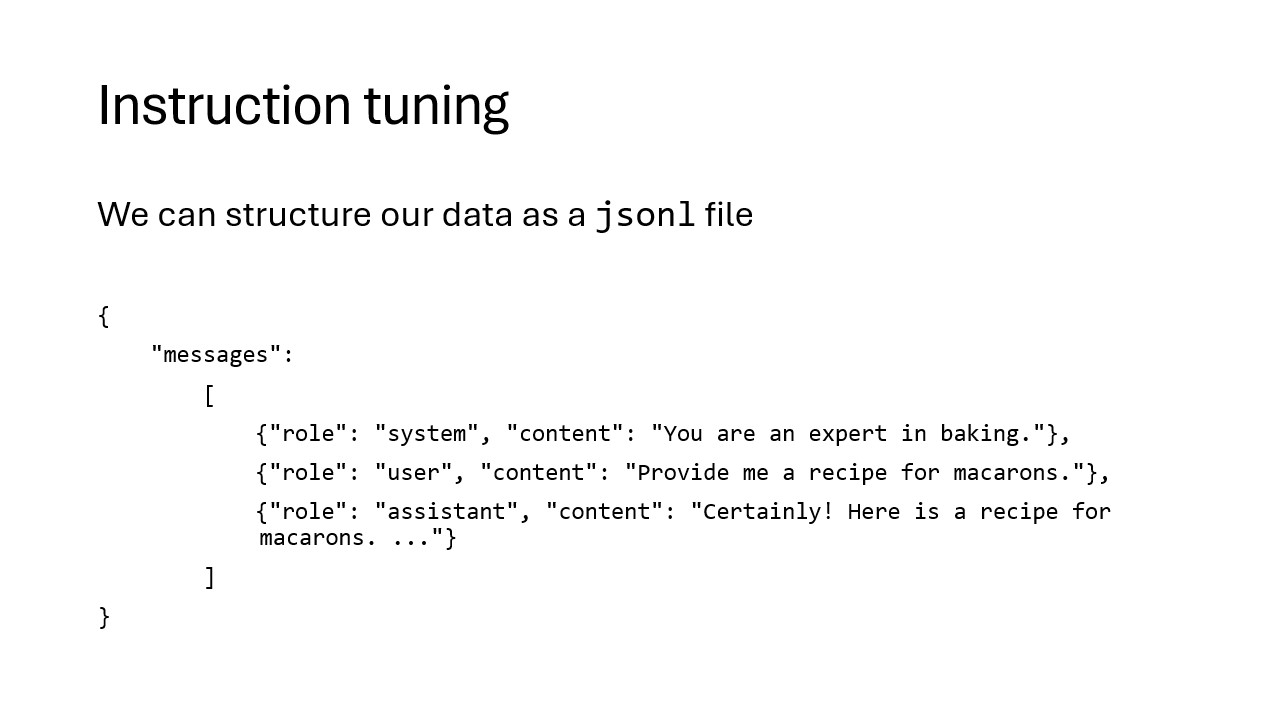 Instruction tuning
We can structure our data as a jsonl file
{
"messages":
[
{"role": "system", "content": "You are an expert in baking."},
{"role": "user", "content": "Provide me a recipe for macarons."},
{"role": "assistant", "content": "Certainly! Here is a recipe for
macarons. ..."}
]
}